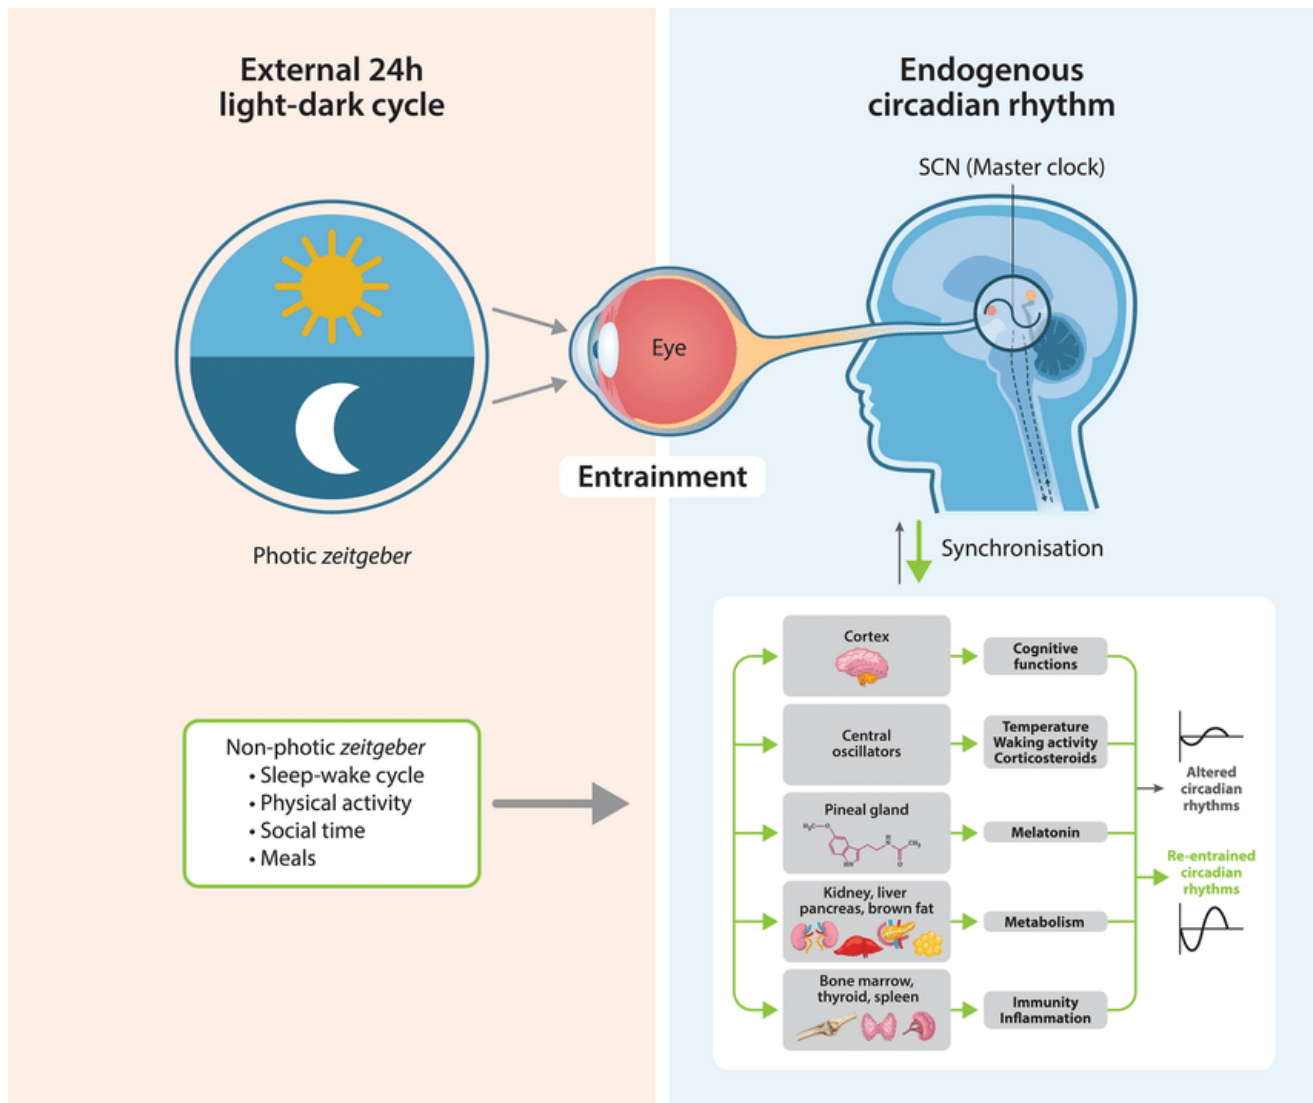 External 24h
light-dark cycle
Endogenous
circadian rhythm
SCN (Master clock)
Eye
Entrainment
Photic zeitgeber
Synchronisation
Non-photic zeitgeber
• Sleep-wake cycle
• Physical activity
• Social time
• Meals
Cortex
Cognitive
functions
Central
oscillators
Temperature
Waking activity
Corticosteroids
Pineal gland
H₃C
O
H
N
CH₃
O
HN
Melatonin
Kidney, liver
pancreas, brown fat
Metabolism
Bone marrow,
thyroid, spleen
Immunity
Inflammation
Altered
circadian
rhythms
Re-entrained
circadian
rhythms